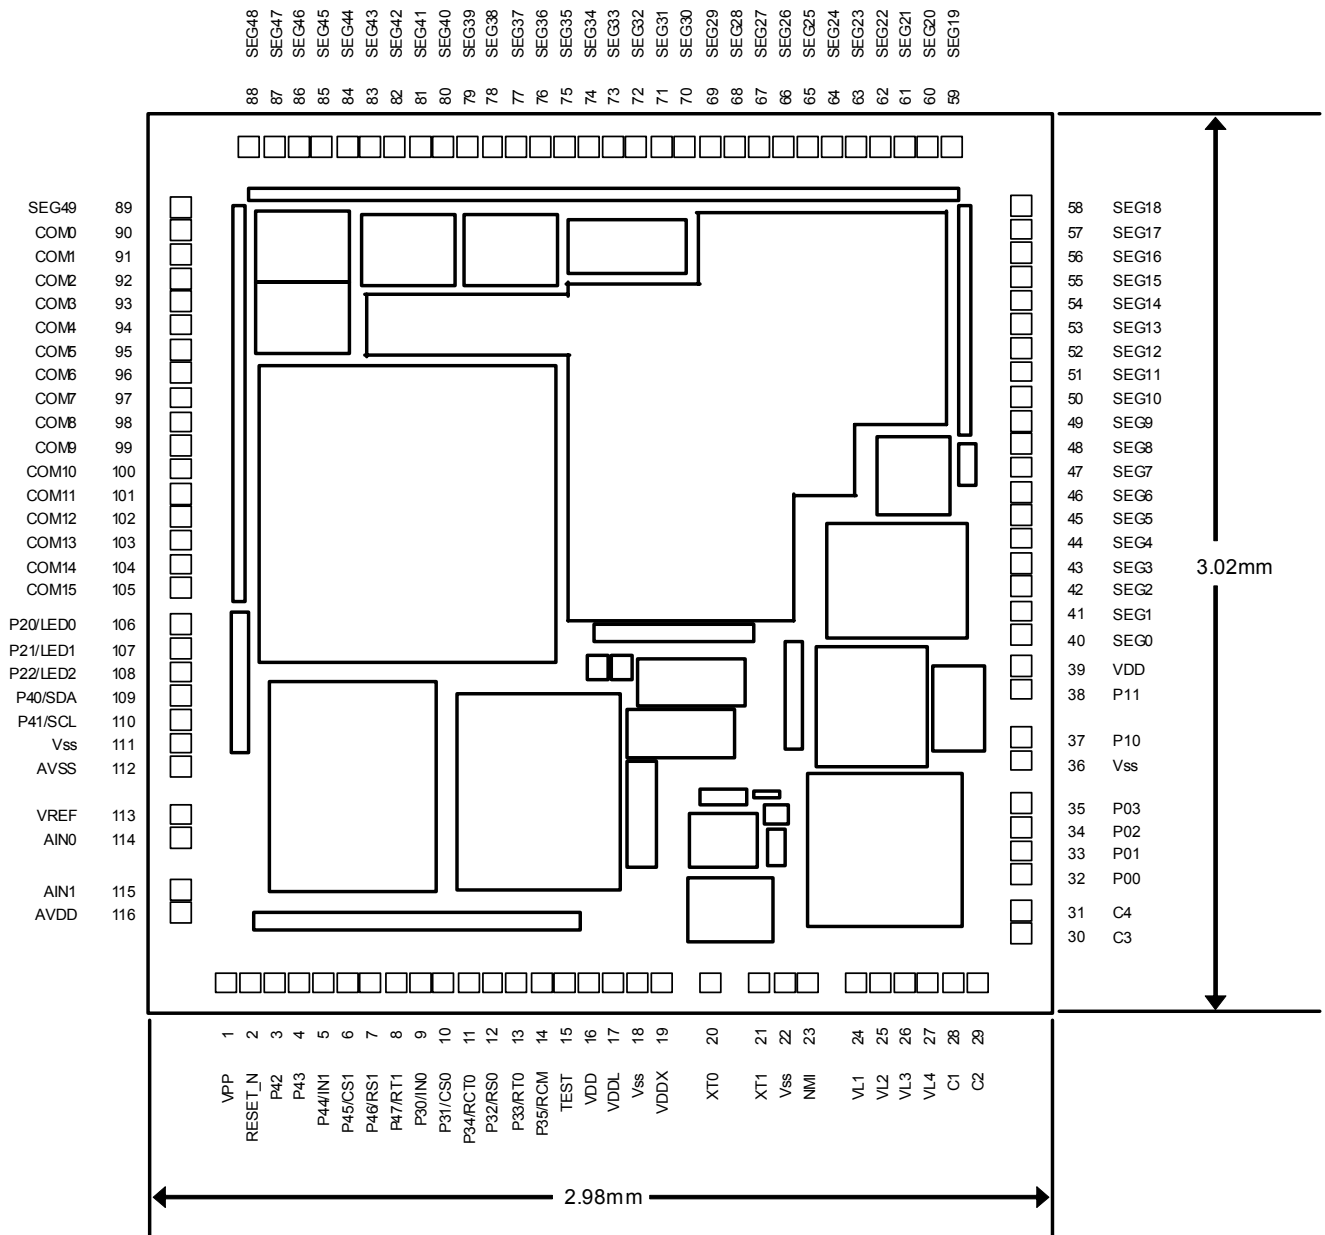 SEG48 SEG47 SEG46 SEG45 SEG44 SEG43 SEG42 SEG41 SEG40 SEG39 SEG38 SEG37 SEG36 SEG35 SEG34 SEG33 SEG32 SEG31 SEG30 SEG29 SEG28 SEG27 SEG26 SEG25 SEG24 SEG23 SEG22 SEG21 SEG20 SEG19
88 87 86 85 84 83 82 81 80 79 78 77 76 75 74 73 72 71 70 69 68 67 66 65 64 63 62 61 60 59
SEG49 89
COM0 90
COM1 91
COM2 92
COM3 93
COM4 94
COM5 95
COM6 96
COM7 97
COM8 98
COM9 99
COM10 100
COM11 101
COM12 102
COM13 103
COM14 104
COM15 105
P20/LED0 106
P21/LED1 107
P22/LED2 108
P40/SDA 109
P41/SCL 110
Vss 111
AVSS 112
VREF 113
AIN0 114
AIN1 115
AVDD 116
58 SEG18
57 SEG17
56 SEG16
55 SEG15
54 SEG14
53 SEG13
52 SEG12
51 SEG11
50 SEG10
49 SEG9
48 SEG8
47 SEG7
46 SEG6
45 SEG5
44 SEG4
43 SEG3
42 SEG2
41 SEG1
40 SEG0
39 VDD
38 P11
37 P10
36 Vss
35 P03
34 P02
33 P01
32 P00
31 C4
30 C3
3.02mm
1 2 3 4 5 6 7 8 9 10 11 12 13 14 15 16 17 18 19 20 21 22 23 24 25 26 27 28 29
VPP RESET_N P42 P43 P44/IN1 P45/CS1 P46/RS1 P47/RT1 P30/IN0 P31/CS0 P34/RCT0 P32/RS0 P33/RT0 P35/RCM TEST VDD VDDL Vss VDDX XT0 XT1 Vss NMI VL1 VL2 VL3 VL4 C1 C2
2.98mm